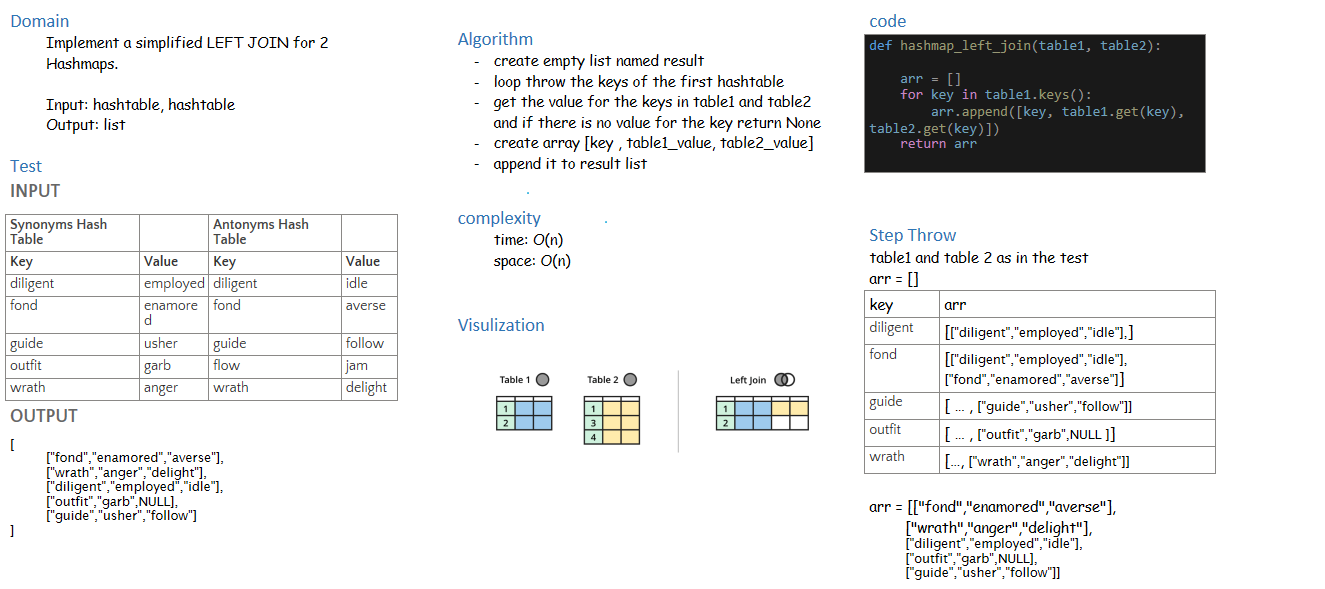 Domain
Implement a simplified LEFT JOIN for 2
Hashmaps.
Input: hashtable, hashtable
Output: list
Test
INPUT
Synonyms Hash
Table
Antonyms Hash
Table
Key Value Key Value
diligent employed diligent idle
fond enamore
d fond averse
guide usher guide follow
outfit garb flow jam
wrath anger wrath delight
OUTPUT
[
["fond","enamored","averse"],
["wrath","anger","delight"],
["diligent","employed","idle"],
["outfit","garb",NULL],
["guide","usher","follow"]
]
Algorithm
- create empty list named result
- loop throw the keys of the first hashtable
- get the value for the keys in table1 and table2
and if there is no value for the key return None
- create array [key , table1_value, table2_value]
- append it to result list
complexity
time: O(n)
space: O(n)
Visulization
Table 1 Table 2 Left Join
1 1 1
2 3 2
4
code
def hashmap_left_join(table1, table2):
arr = []
for key in table1.keys():
arr.append([key, table1.get(key),
table2.get(key)])
return arr
Step Throw
table1 and table 2 as in the test
arr = []
key arr
diligent [["diligent","employed","idle"],]
fond [["diligent","employed","idle"],
["fond","enamored","averse"]]
guide [ ... , ["guide","usher","follow"]]
outfit [ ... , ["outfit","garb",NULL ]]
wrath [..., ["wrath","anger","delight"]]
arr = [["fond","enamored","averse"],
["wrath","anger","delight"],
["diligent","employed","idle"],
["outfit","garb",NULL],
["guide","usher","follow"]]